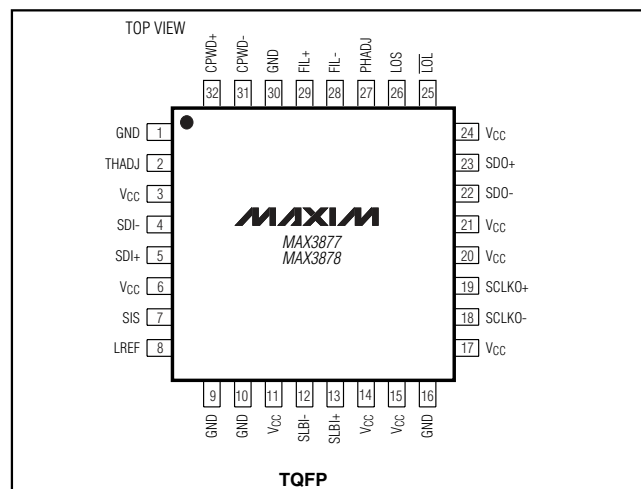 TOP VIEW
CPWD+
CPWD-
GND
FIL+
FIL-
PHADJ
LOS
LOL
32
31
30
29
28
27
26
25
GND 1
THADJ 2
VCC 3
SDI- 4
SDI+ 5
VCC 6
SIS 7
LREF 8
MAXIM
MAX3877
MAX3878
24 VCC
23 SDO+
22 SDO-
21 VCC
20 VCC
19 SCLKO+
18 SCLKO-
17 VCC
9
10
11
12
13
14
15
16
GND
GND
VCC
SLBI-
SLBI+
VCC
VCC
GND
TQFP